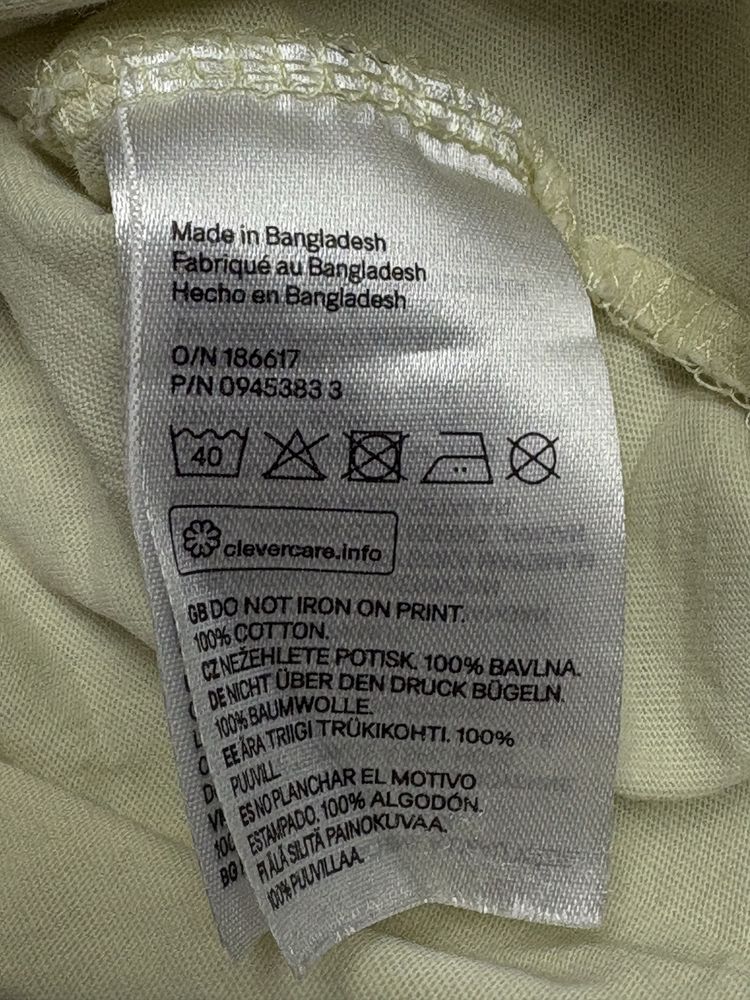 Made in Bangladesh
Fabriqué au Bangladesh
Hecho en Bangladesh
O/N 186617
P/N 0945383 3
40
clevercare.info
GB DO NOT IRON ON PRINT.
100% COTTON.
CZ NEŽEHLETE POTISK. 100% BAVLNA.
DE NICHT ÜBER DEN DRUCK BÜGELN.
100% BAUMWOLLE.
EE ÄRA TRIIGI TRÜKIKOHTI. 100%
PUUVILL
ES NO PLANCHAR EL MOTIVO
ESTAMPADO. 100% ALGODÓN.
FI ÄLÄ SILITÄ PAINOKUVAA.
100% PUUVILLAA.
BG